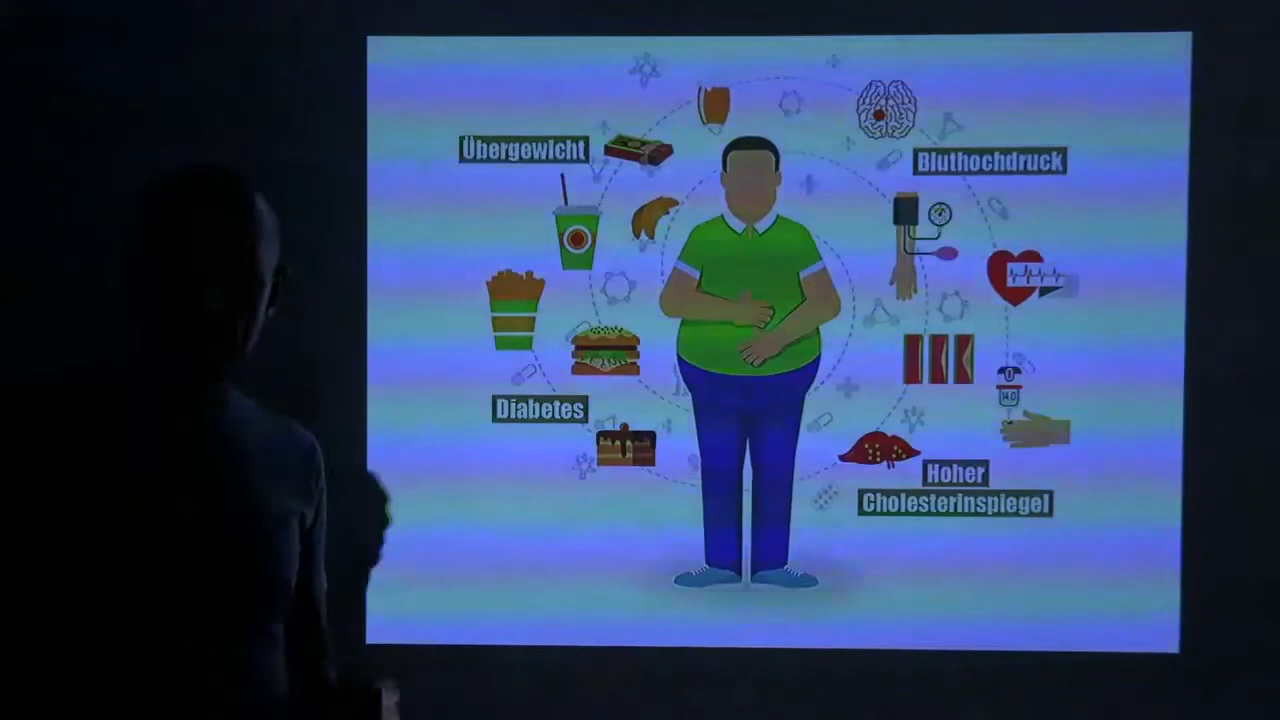 Übergewicht
Bluthochdruck
Diabetes
Hoher
Cholesterinspiegel